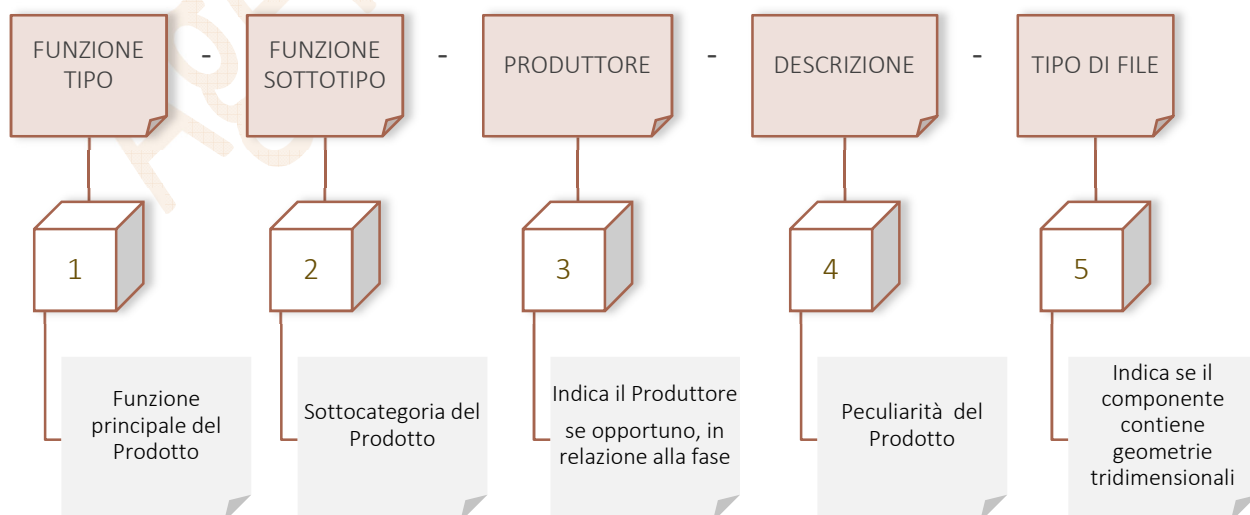 FUNZIONE
TIPO
-
FUNZIONE
SOTTOTIPO
-
PRODUTTORE
-
DESCRIZIONE
-
TIPO DI FILE
1
2
3
4
5
Funzione
principale del
Prodotto
Sottocategoria del
Prodotto
Indica il Produttore
se opportuno, in
relazione alla fase
Peculiarità del
Prodotto
Indica se il
componente
contiene
geometrie
tridimensionali